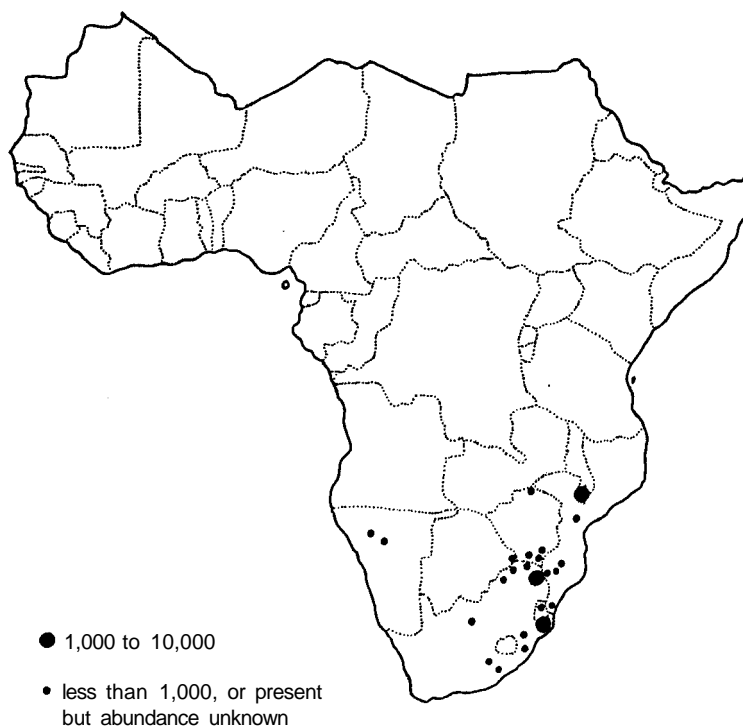 1,000 to 10,000
less than 1,000, or present
but abundance unknown